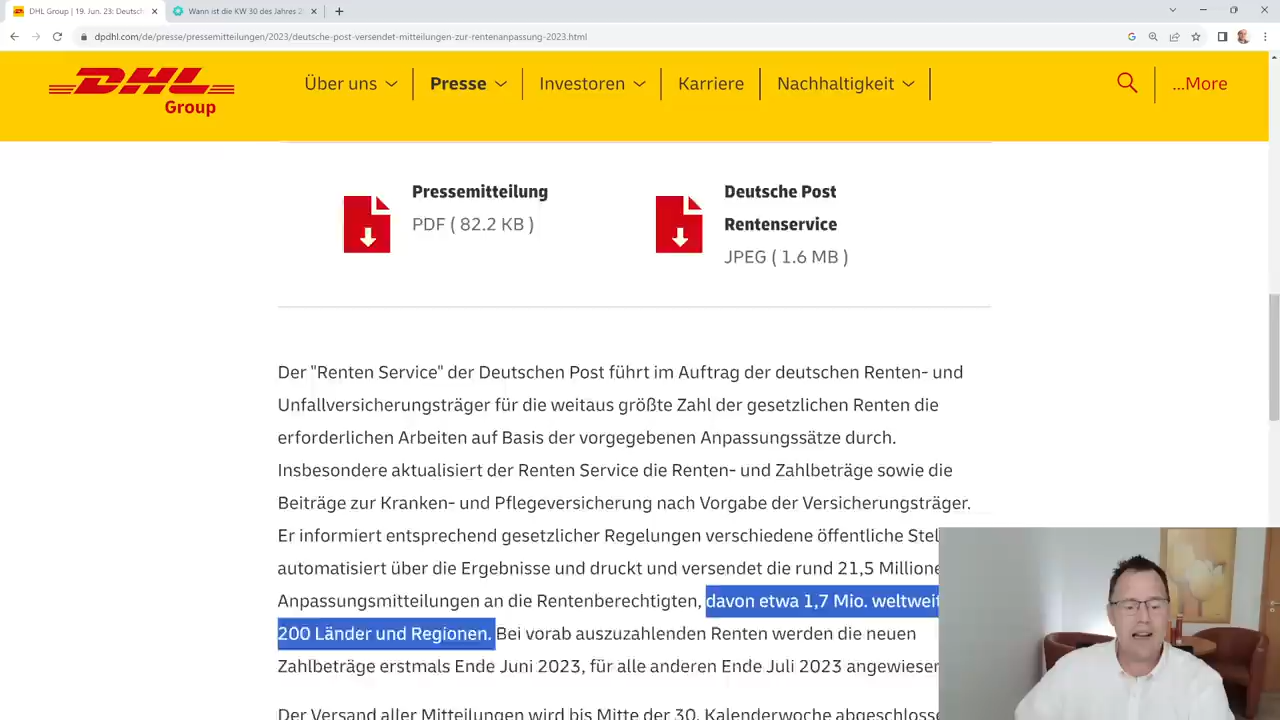 DHL Group | 19. Jun. 23: Deutsch
Wann ist die KW 30 des Jahres 2
dpdhl.com/de/presse/pressemitteilungen/2023/deutsche-post-versendet-mitteilungen-zur-rentenanpassung-2023.html
DHL
Group
Über uns
Presse
Investoren
Karriere
Nachhaltigkeit
...More
Pressemitteilung
PDF ( 82.2 KB )
Deutsche Post
Rentenservice
JPEG ( 1.6 MB )
Der "Renten Service" der Deutschen Post führt im Auftrag der deutschen Renten- und
Unfallversicherungsträger für die weitaus größte Zahl der gesetzlichen Renten die
erforderlichen Arbeiten auf Basis der vorgegebenen Anpassungssätze durch.
Insbesondere aktualisiert der Renten Service die Renten- und Zahlbeträge sowie die
Beiträge zur Kranken- und Pflegeversicherung nach Vorgabe der Versicherungsträger.
Er informiert entsprechend gesetzlicher Regelungen verschiedene öffentliche Stel
automatisiert über die Ergebnisse und druckt und versendet die rund 21,5 Millione
Anpassungsmitteilungen an die Rentenberechtigten, davon etwa 1,7 Mio. weltweit
200 Länder und Regionen. Bei vorab auszuzahlenden Renten werden die neuen
Zahlbeträge erstmals Ende Juni 2023, für alle anderen Ende Juli 2023 angewiesen
Der Versand aller Mitteilungen wird bis Mitte der 30. Kalenderwoche abgeschlosse